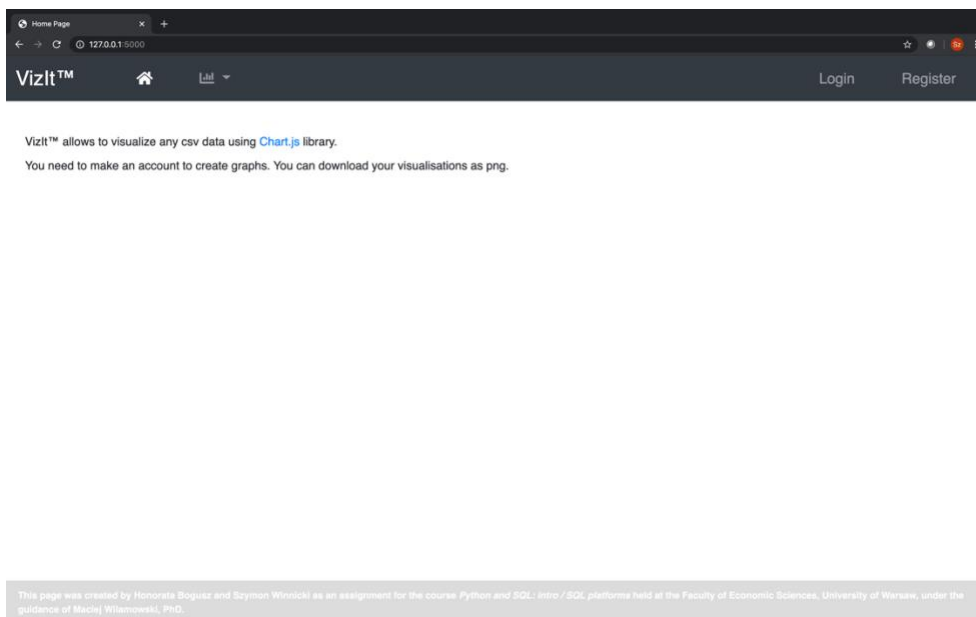 Home Page
127.0.0.1:5000
Sz
VizIt™
Login
Register
VizIt™ allows to visualize any csv data using Chart.js library.
You need to make an account to create graphs. You can download your visualisations as png.
This page was created by Honorata Bogusz and Szymon Winnicki as an assignment for the course Python and SQL: intro / SQL platforms held at the Faculty of Economic Sciences, University of Warsaw, under the
guidance of Maciej Wilamowski, PhD.